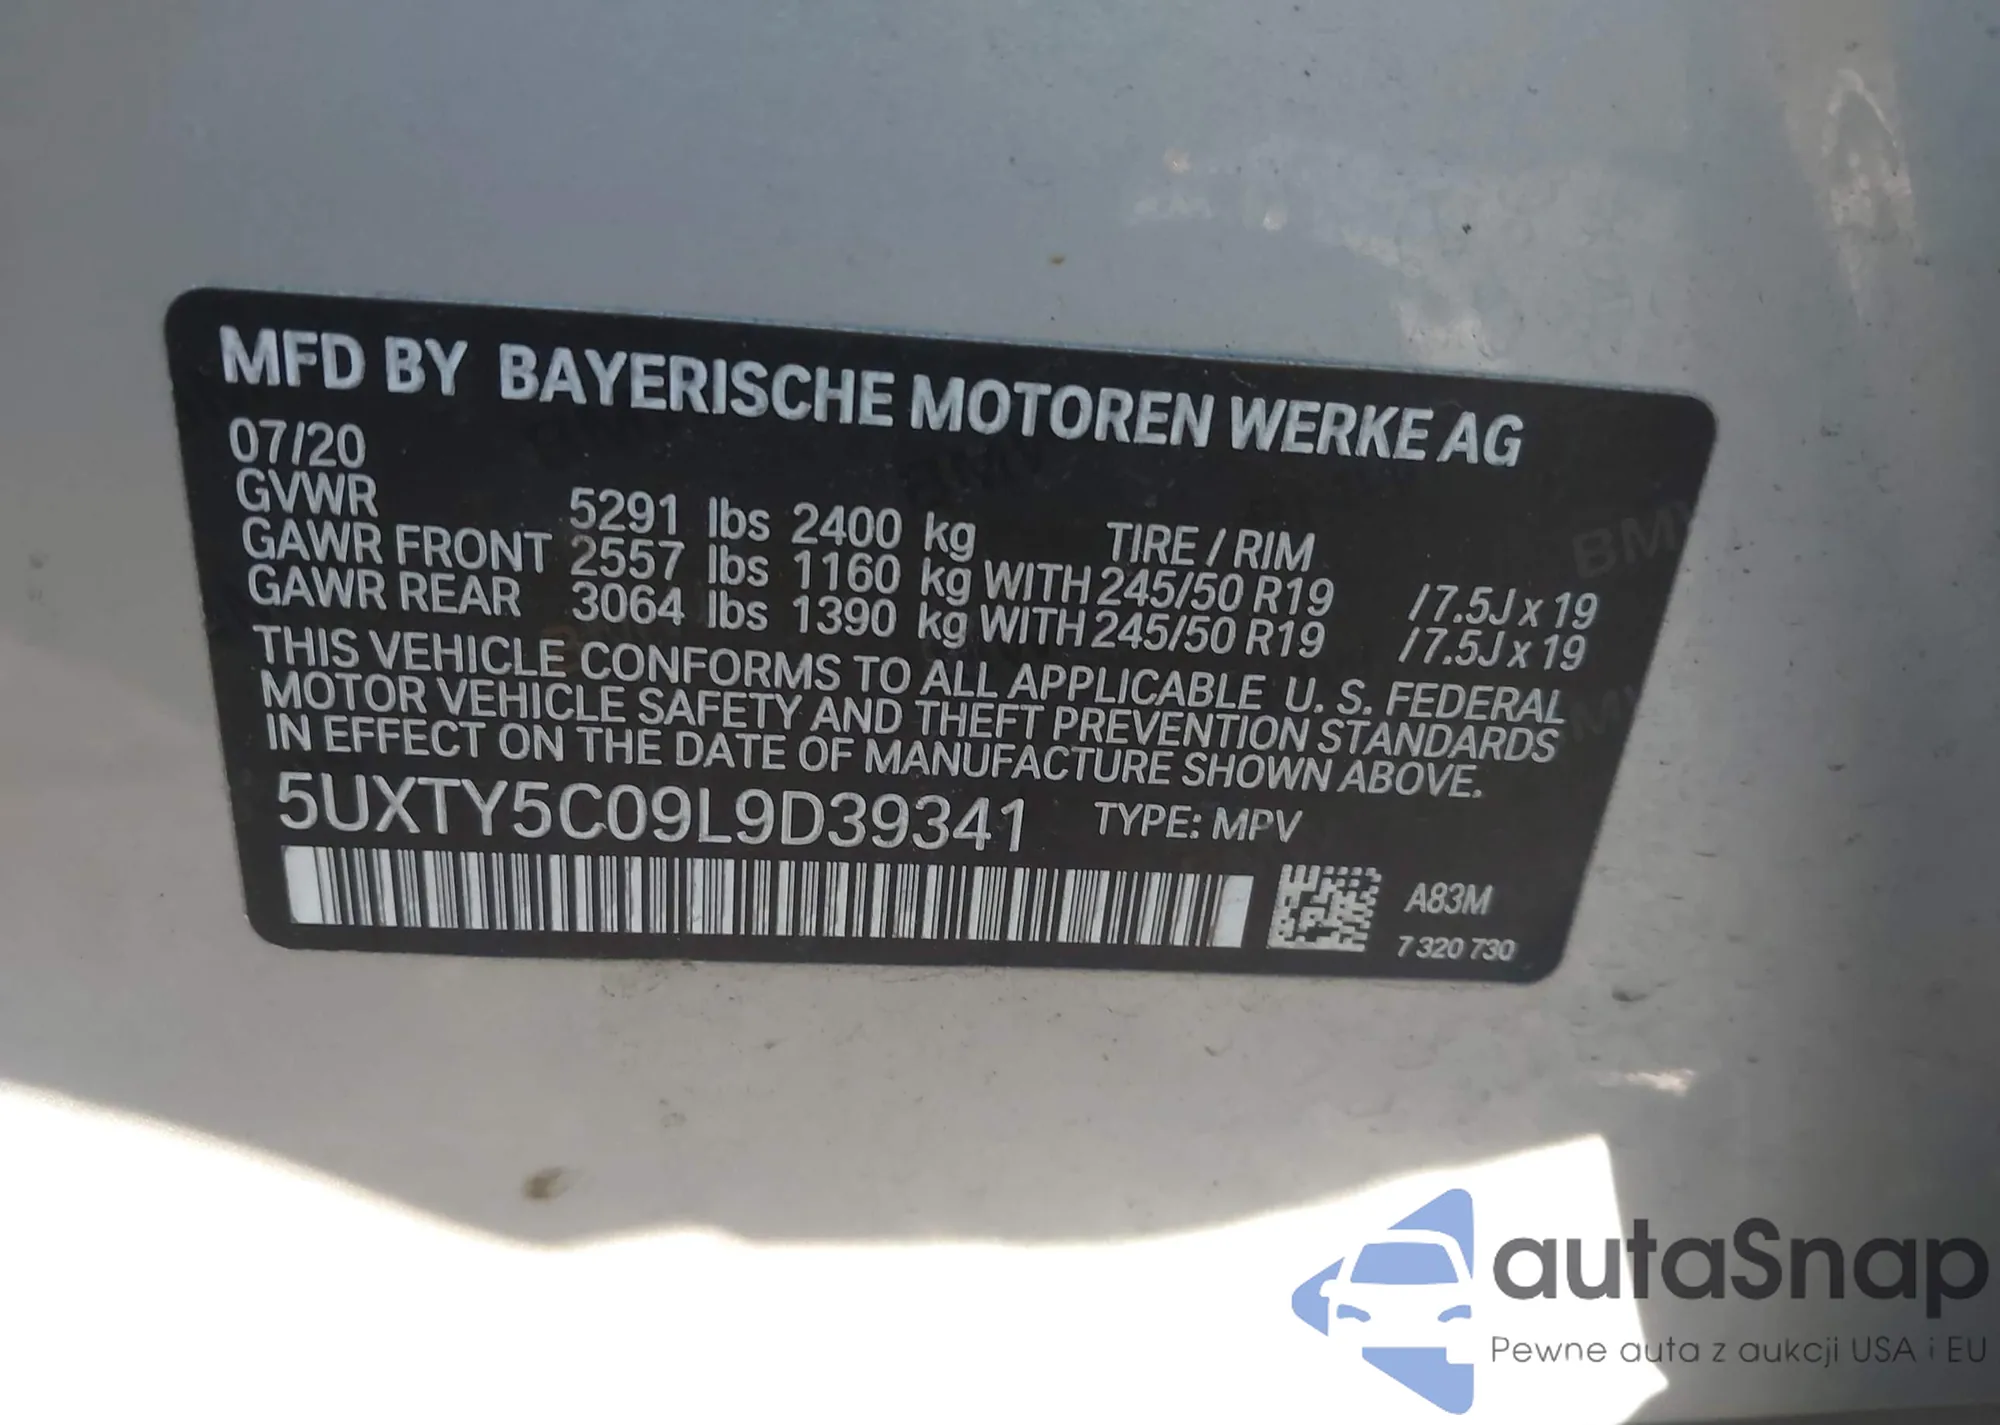 MFD BY BAYERISCHE MOTOREN WERKE AG
07/20
GVWR 5291 lbs 2400 kg TIRE / RIM
GAWR FRONT 2557 lbs 1160 kg WITH 245/50 R19 /7.5J x 19
GAWR REAR 3064 lbs 1390 kg WITH 245/50 R19 /7.5J x 19
THIS VEHICLE CONFORMS TO ALL APPLICABLE U. S. FEDERAL
MOTOR VEHICLE SAFETY AND THEFT PREVENTION STANDARDS
IN EFFECT ON THE DATE OF MANUFACTURE SHOWN ABOVE.
5UXTY5C09L9D39341 TYPE: MPV
A83M
7 320 730
autaSnap
Pewne auta z aukcji USA i EU